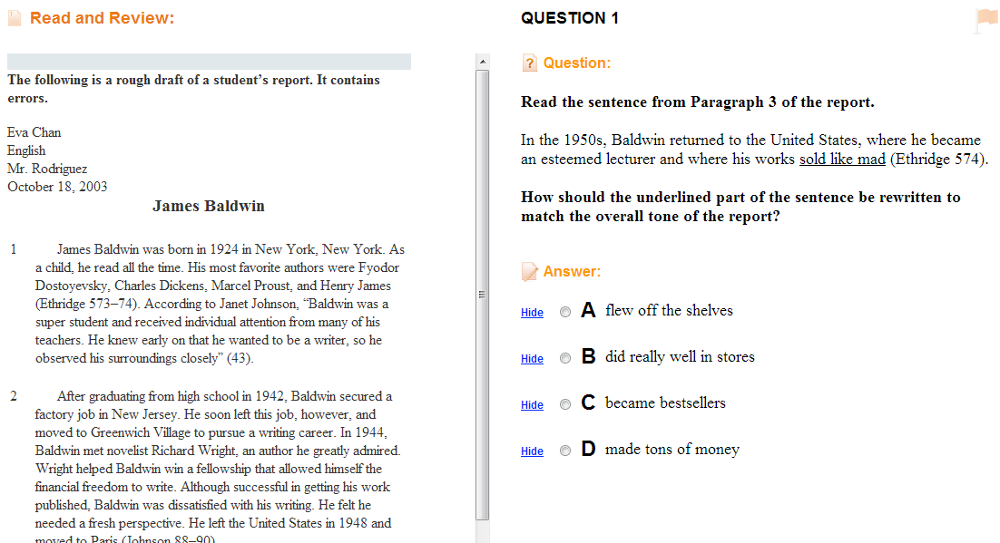 Read and Review:
The following is a rough draft of a student’s report. It contains
errors.
Eva Chan
English
Mr. Rodriguez
October 18, 2003
James Baldwin
1 James Baldwin was born in 1924 in New York, New York. As
a child, he read all the time. His most favorite authors were Fyodor
Dostoyevsky, Charles Dickens, Marcel Proust, and Henry James
(Ethridge 573–74). According to Janet Johnson, “Baldwin was a
super student and received individual attention from many of his
teachers. He knew early on that he wanted to be a writer, so he
observed his surroundings closely” (43).
2 After graduating from high school in 1942, Baldwin secured a
factory job in New Jersey. He soon left this job, however, and
moved to Greenwich Village to pursue a writing career. In 1944,
Baldwin met novelist Richard Wright, an author he greatly admired.
Wright helped Baldwin win a fellowship that allowed himself the
financial freedom to write. Although successful in getting his work
published, Baldwin was dissatisfied with his writing. He felt he
needed a fresh perspective. He left the United States in 1948 and
moved to Paris (Johnson 88–90).
QUESTION 1
? Question:
Read the sentence from Paragraph 3 of the report.
In the 1950s, Baldwin returned to the United States, where he became
an esteemed lecturer and where his works sold like mad (Ethridge 574).
How should the underlined part of the sentence be rewritten to
match the overall tone of the report?
Answer:
Hide A flew off the shelves
Hide B did really well in stores
Hide C became bestsellers
Hide D made tons of money